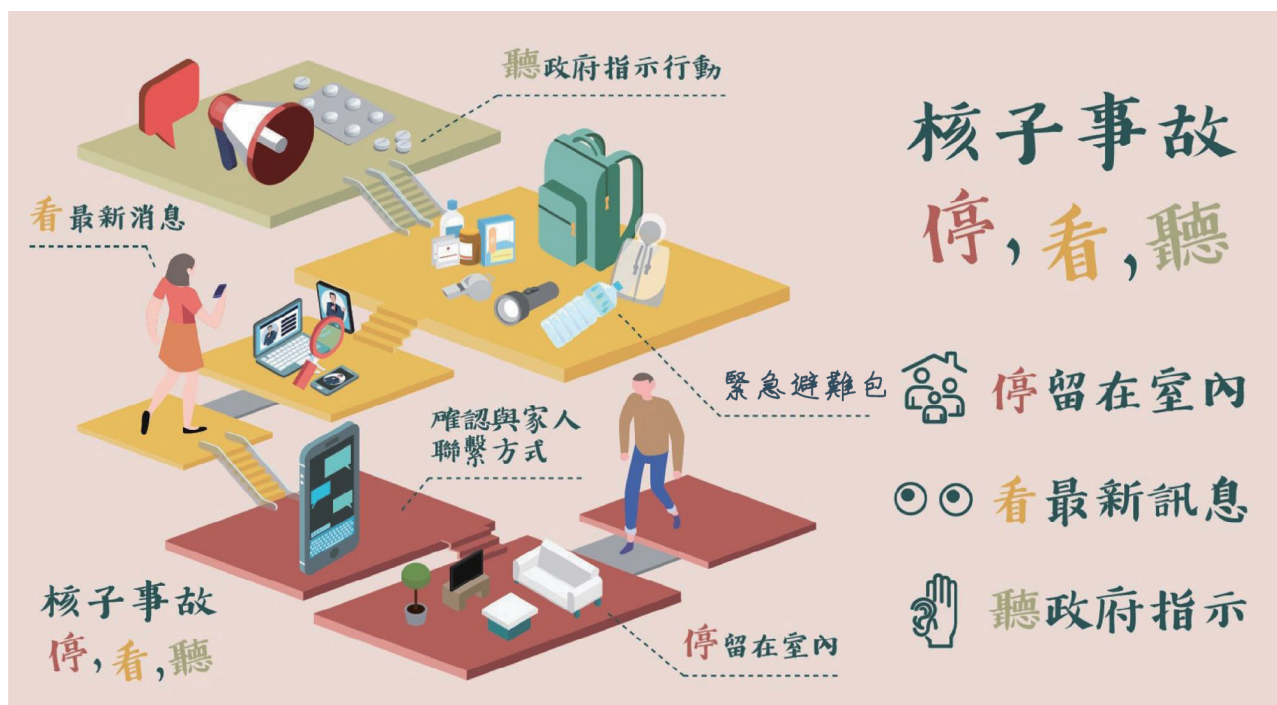 聽政府指示行動
看最新消息
緊急避難包
確認與家人
聯繫方式
停留在室內
核子事故
停,看,聽
核子事故
停,看,聽
停留在室內
看最新訊息
聽政府指示